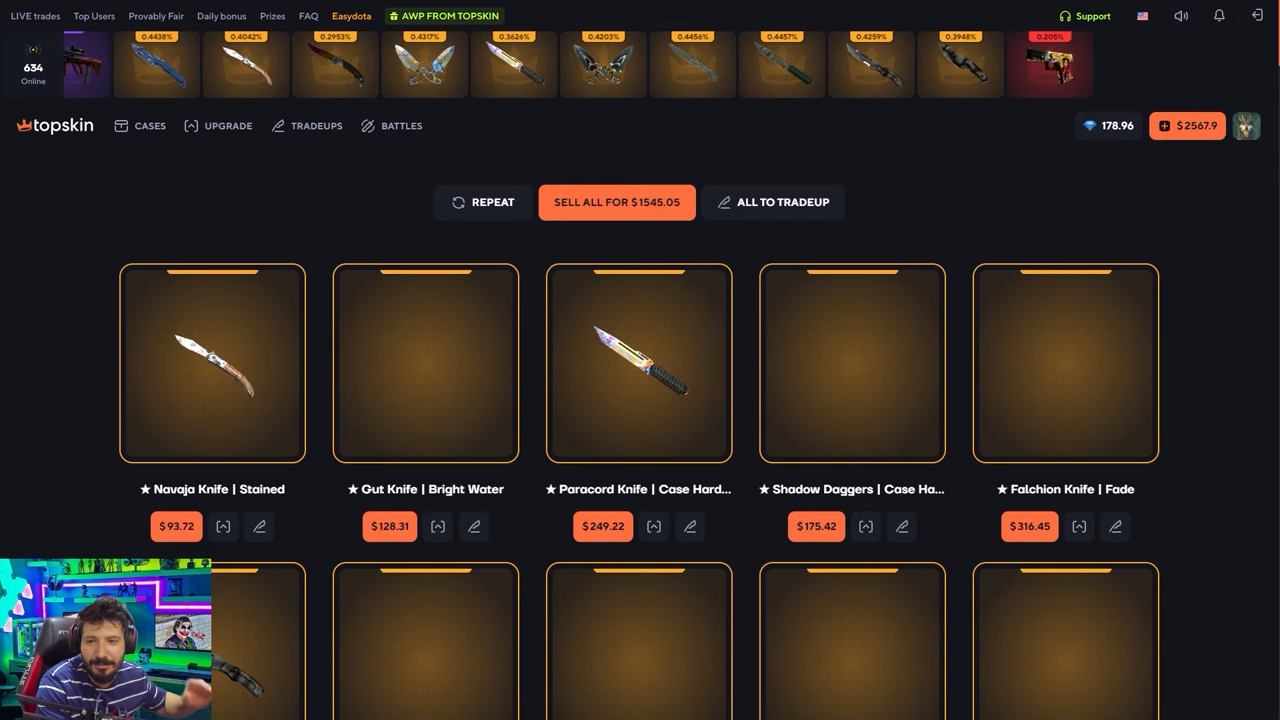 LIVE trades Top Users Provably Fair Daily bonus Prizes FAQ Easydota AWP FROM TOPSKIN Support
0.4438% 0.4042% 0.2953% 0.4317% 0.3626% 0.4203% 0.4456% 0.4457% 0.4259% 0.3948% 0.205%
634
Online
topskin CASES UPGRADE TRADEUPS BATTLES 178.96 $2567.9
REPEAT SELL ALL FOR $1545.05 ALL TO TRADEUP
★ Navaja Knife | Stained ★ Gut Knife | Bright Water ★ Paracord Knife | Case Hard... ★ Shadow Daggers | Case Ha... ★ Falchion Knife | Fade
$93.72 $128.31 $249.22 $175.42 $316.45